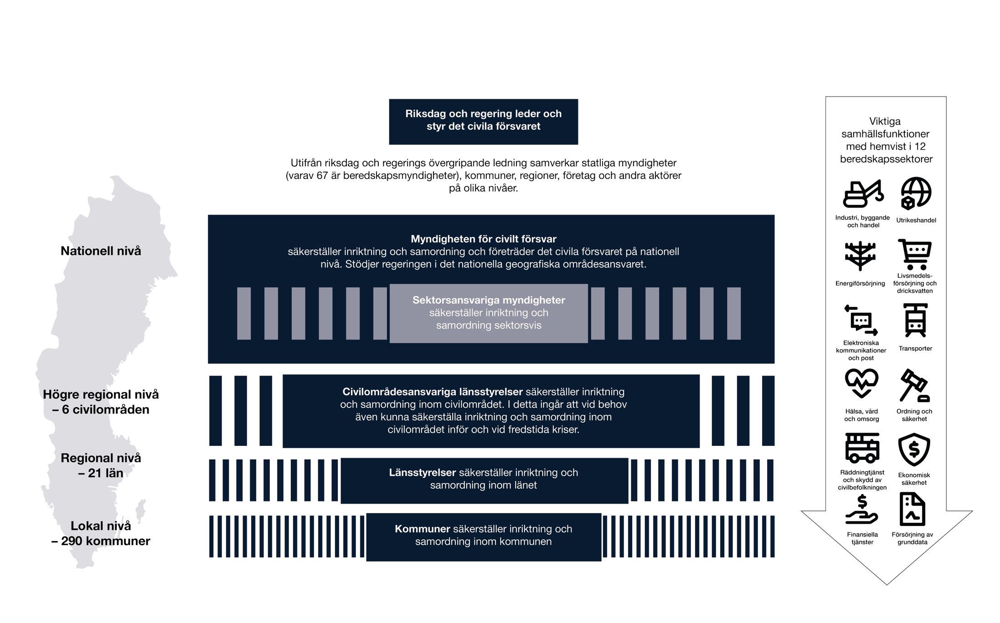 Riksdag och regering leder och
styr det civila försvaret
Utifrån riksdag och regerings övergripande ledning samverkar statliga myndigheter
(varav 67 är beredskapsmyndigheter), kommuner, regioner, företag och andra aktörer
på olika nivåer.
Nationell nivå
Myndigheten för civilt försvar
säkerställer inriktning och samordning och företräder det civila försvaret på nationell
nivå. Stödjer regeringen i det nationella geografiska områdesansvaret.
Sektorsansvariga myndigheter
säkerställer inriktning och
samordning sektorsvis
Högre regional nivå
– 6 civilområden
Civilområdesansvariga länsstyrelser säkerställer inriktning
och samordning inom civilområdet. I detta ingår att vid behov
även kunna säkerställa inriktning och samordning inom
civilområdet inför och vid fredstida kriser.
Regional nivå
– 21 län
Länsstyrelser säkerställer inriktning och
samordning inom länet
Lokal nivå
– 290 kommuner
Kommuner säkerställer inriktning och
samordning inom kommunen
Viktiga
samhällsfunktioner
med hemvist i 12
beredskapssektorer
Industri, byggande
och handel
Utrikeshandel
Energiförsörjning
Livsmedels-
försörjning och
dricksvatten
Elektroniska
kommunikationer
och post
Transporter
Hälsa, vård
och omsorg
Ordning och
säkerhet
Räddningtjänst
och skydd av
civilbefolkningen
Ekonomisk
säkerhet
Finansiella
tjänster
Försörjning av
grunddata